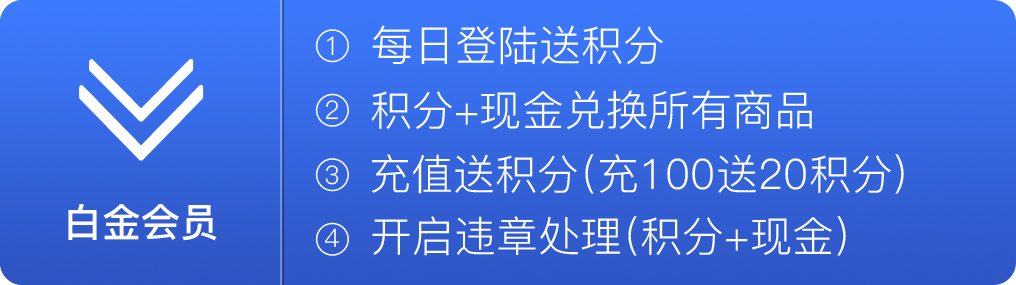 白金会员
① 每日登陆送积分
② 积分+现金兑换所有商品
③ 充值送积分(充100送20积分)
④ 开启违章处理(积分+现金)